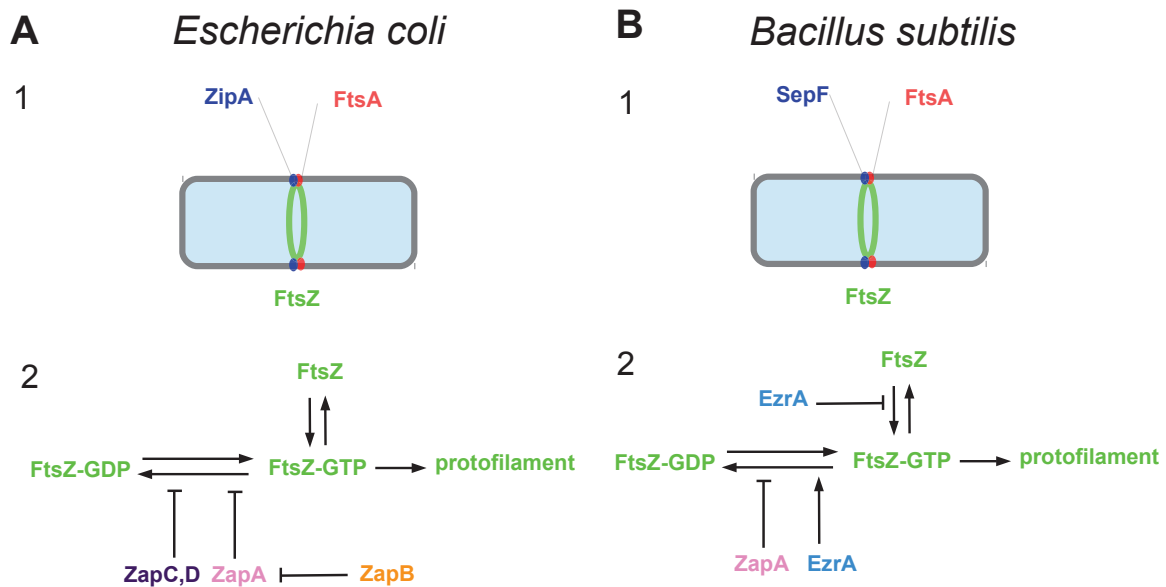 A Escherichia coli
1
ZipA FtsA
FtsZ
2
FtsZ
FtsZ-GDP FtsZ-GTP protofilament
ZapC,D ZapA ZapB
B Bacillus subtilis
1
SepF FtsA
FtsZ
2
FtsZ
EzrA
FtsZ-GDP FtsZ-GTP protofilament
ZapA EzrA